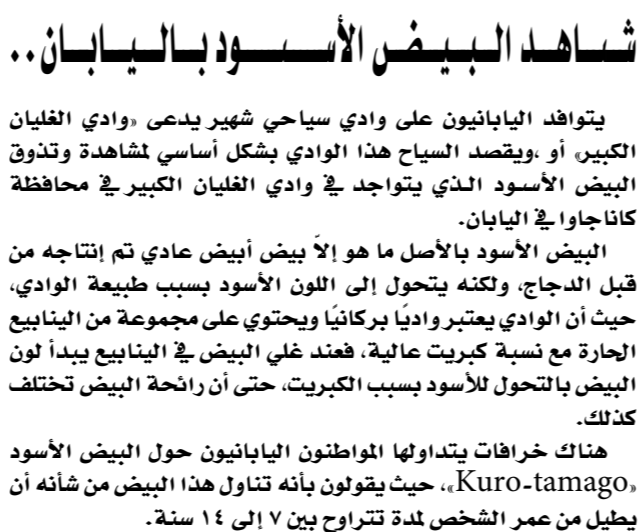 شـــاهـــد الـــبـــيـــض الأســـــود بـــالـــيـــابـــان..
يتوافد اليابانيون على وادي سياحي شهير يدعى «وادي الغليان
الكبير» أو ،ويقصد السياح هذا الوادي بشكل أساسي لمشاهدة وتذوق
البيض الأسود الذي يتواجد في وادي الغليان الكبير في محافظة
كاناجاوا في اليابان.
البيض الأسود بالأصل ما هو إلاّ بيض أبيض عادي تم إنتاجه من
قبل الدجاج، ولكنه يتحول إلى اللون الأسود بسبب طبيعة الوادي،
حيث أن الوادي يعتبر واديًا بركانيًا ويحتوي على مجموعة من الينابيع
الحارة مع نسبة كبريت عالية، فعند غلي البيض في الينابيع يبدأ لون
البيض بالتحول للأسود بسبب الكبريت، حتى أن رائحة البيض تختلف
كذلك.
هناك خرافات يتداولها المواطنون اليابانيون حول البيض الأسود
«Kuro-tamago»، حيث يقولون بأنه تناول هذا البيض من شأنه أن
يطيل من عمر الشخص لمدة تتراوح بين ٧ إلى ١٤ سنة.